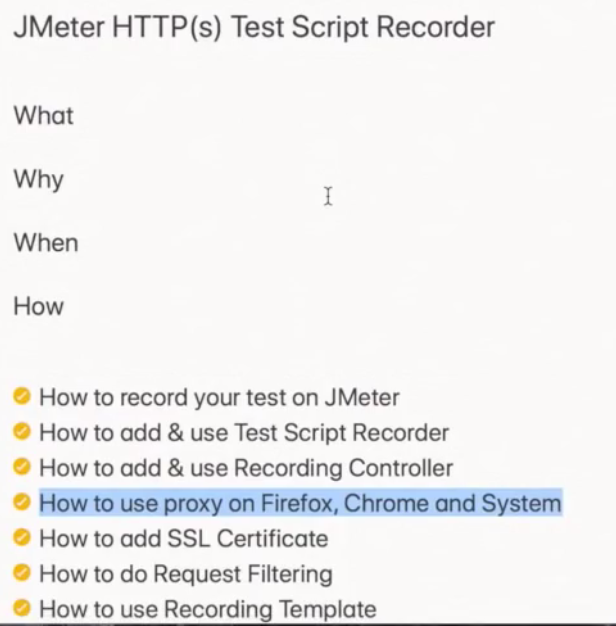 JMeter HTTP(s) Test Script Recorder
What
Why
When
How
How to record your test on JMeter
How to add & use Test Script Recorder
How to add & use Recording Controller
How to use proxy on Firefox, Chrome and System
How to add SSL Certificate
How to do Request Filtering
How to use Recording Template